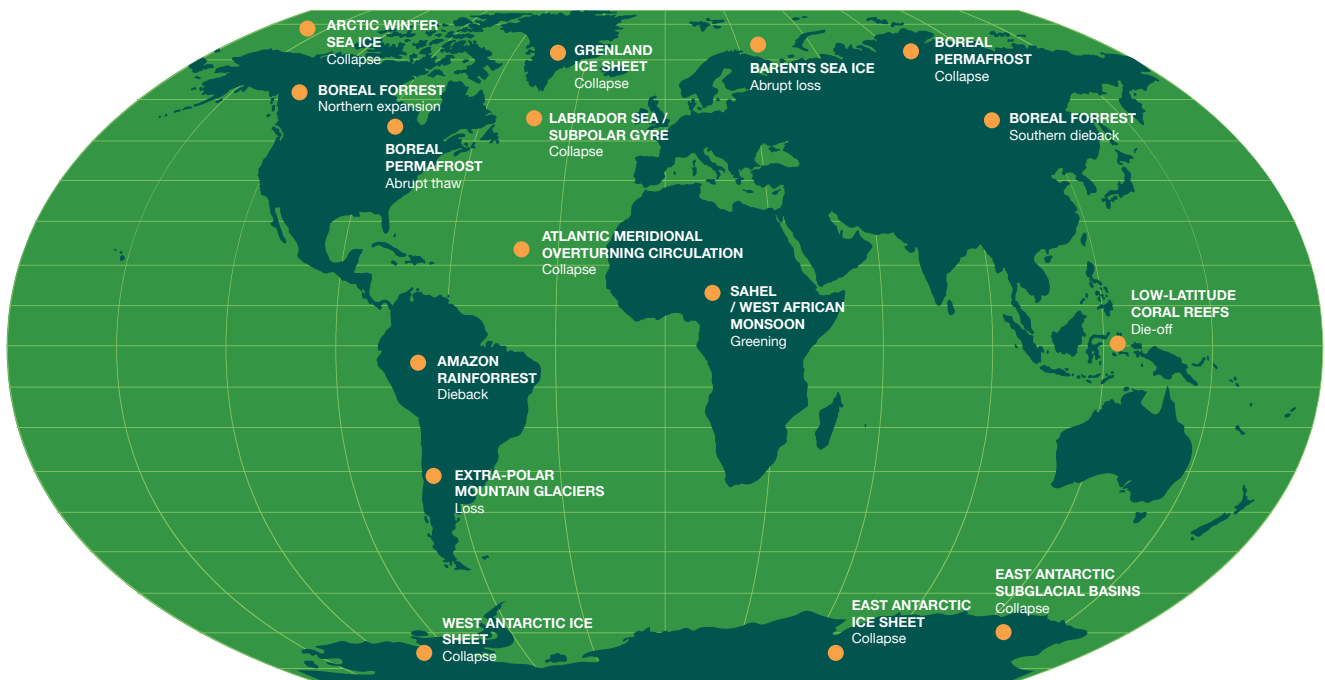 ARCTIC WINTER
SEA ICE
Collapse
GRENLAND
ICE SHEET
Collapse
BARENTS SEA ICE
Abrupt loss
BOREAL
PERMAFROST
Collapse
BOREAL FORREST
Northern expansion
BOREAL
PERMAFROST
Abrupt thaw
LABRADOR SEA /
SUBPOLAR GYRE
Collapse
BOREAL FORREST
Southern dieback
ATLANTIC MERIDIONAL
OVERTURNING CIRCULATION
Collapse
SAHEL
/ WEST AFRICAN
MONSOON
Greening
LOW-LATITUDE
CORAL REEFS
Die-off
AMAZON
RAINFORREST
Dieback
EXTRA-POLAR
MOUNTAIN GLACIERS
Loss
WEST ANTARCTIC ICE
SHEET
Collapse
EAST ANTARCTIC
ICE SHEET
Collapse
EAST ANTARCTIC
SUBGLACIAL BASINS
Collapse